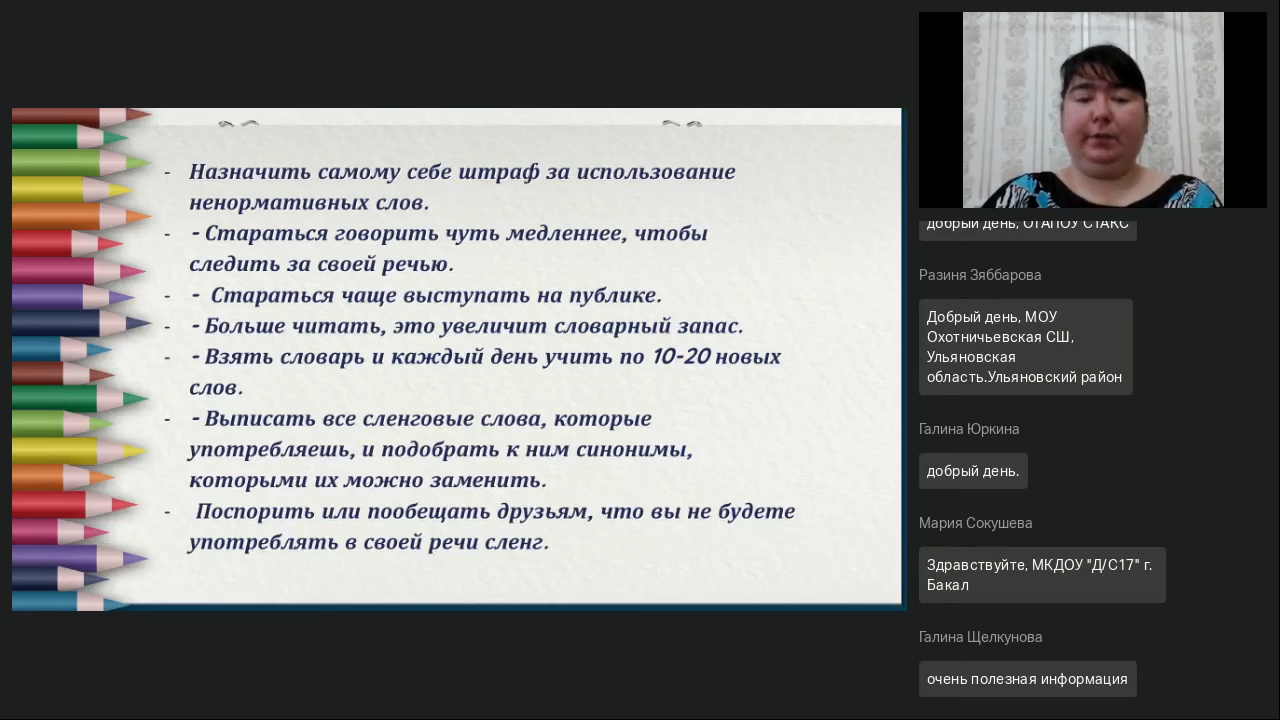 - Назначить самому себе штраф за использование
ненормативных слов.
- - Стараться говорить чуть медленнее, чтобы
следить за своей речью.
- - Стараться чаще выступать на публике.
- - Больше читать, это увеличит словарный запас.
- - Взять словарь и каждый день учить по 10-20 новых
слов.
- - Выписать все сленговые слова, которые
употребляешь, и подобрать к ним синонимы,
которыми их можно заменить.
- Поспорить или пообещать друзьям, что вы не будете
употреблять в своей речи сленг.
добрый день, ОГАПОУ СТАКС
Разиня Зяббарова
Добрый день, МОУ
Охотничьевская СШ,
Ульяновская
область.Ульяновский район
Галина Юркина
добрый день.
Мария Сокушева
Здравствуйте, МКДОУ "Д/С17" г.
Бакал
Галина Щелкунова
очень полезная информация